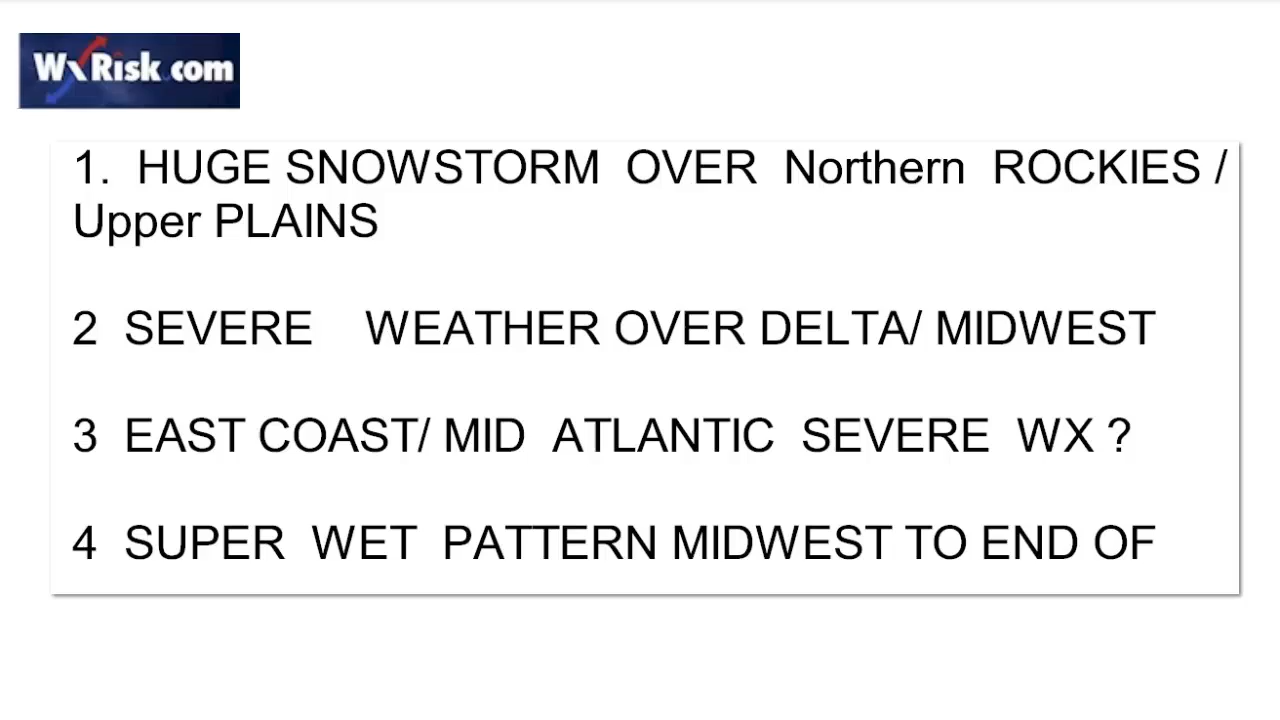 WxRisk.com
1. HUGE SNOWSTORM OVER Northern ROCKIES /
Upper PLAINS
2 SEVERE WEATHER OVER DELTA/ MIDWEST
3 EAST COAST/ MID ATLANTIC SEVERE WX ?
4 SUPER WET PATTERN MIDWEST TO END OF